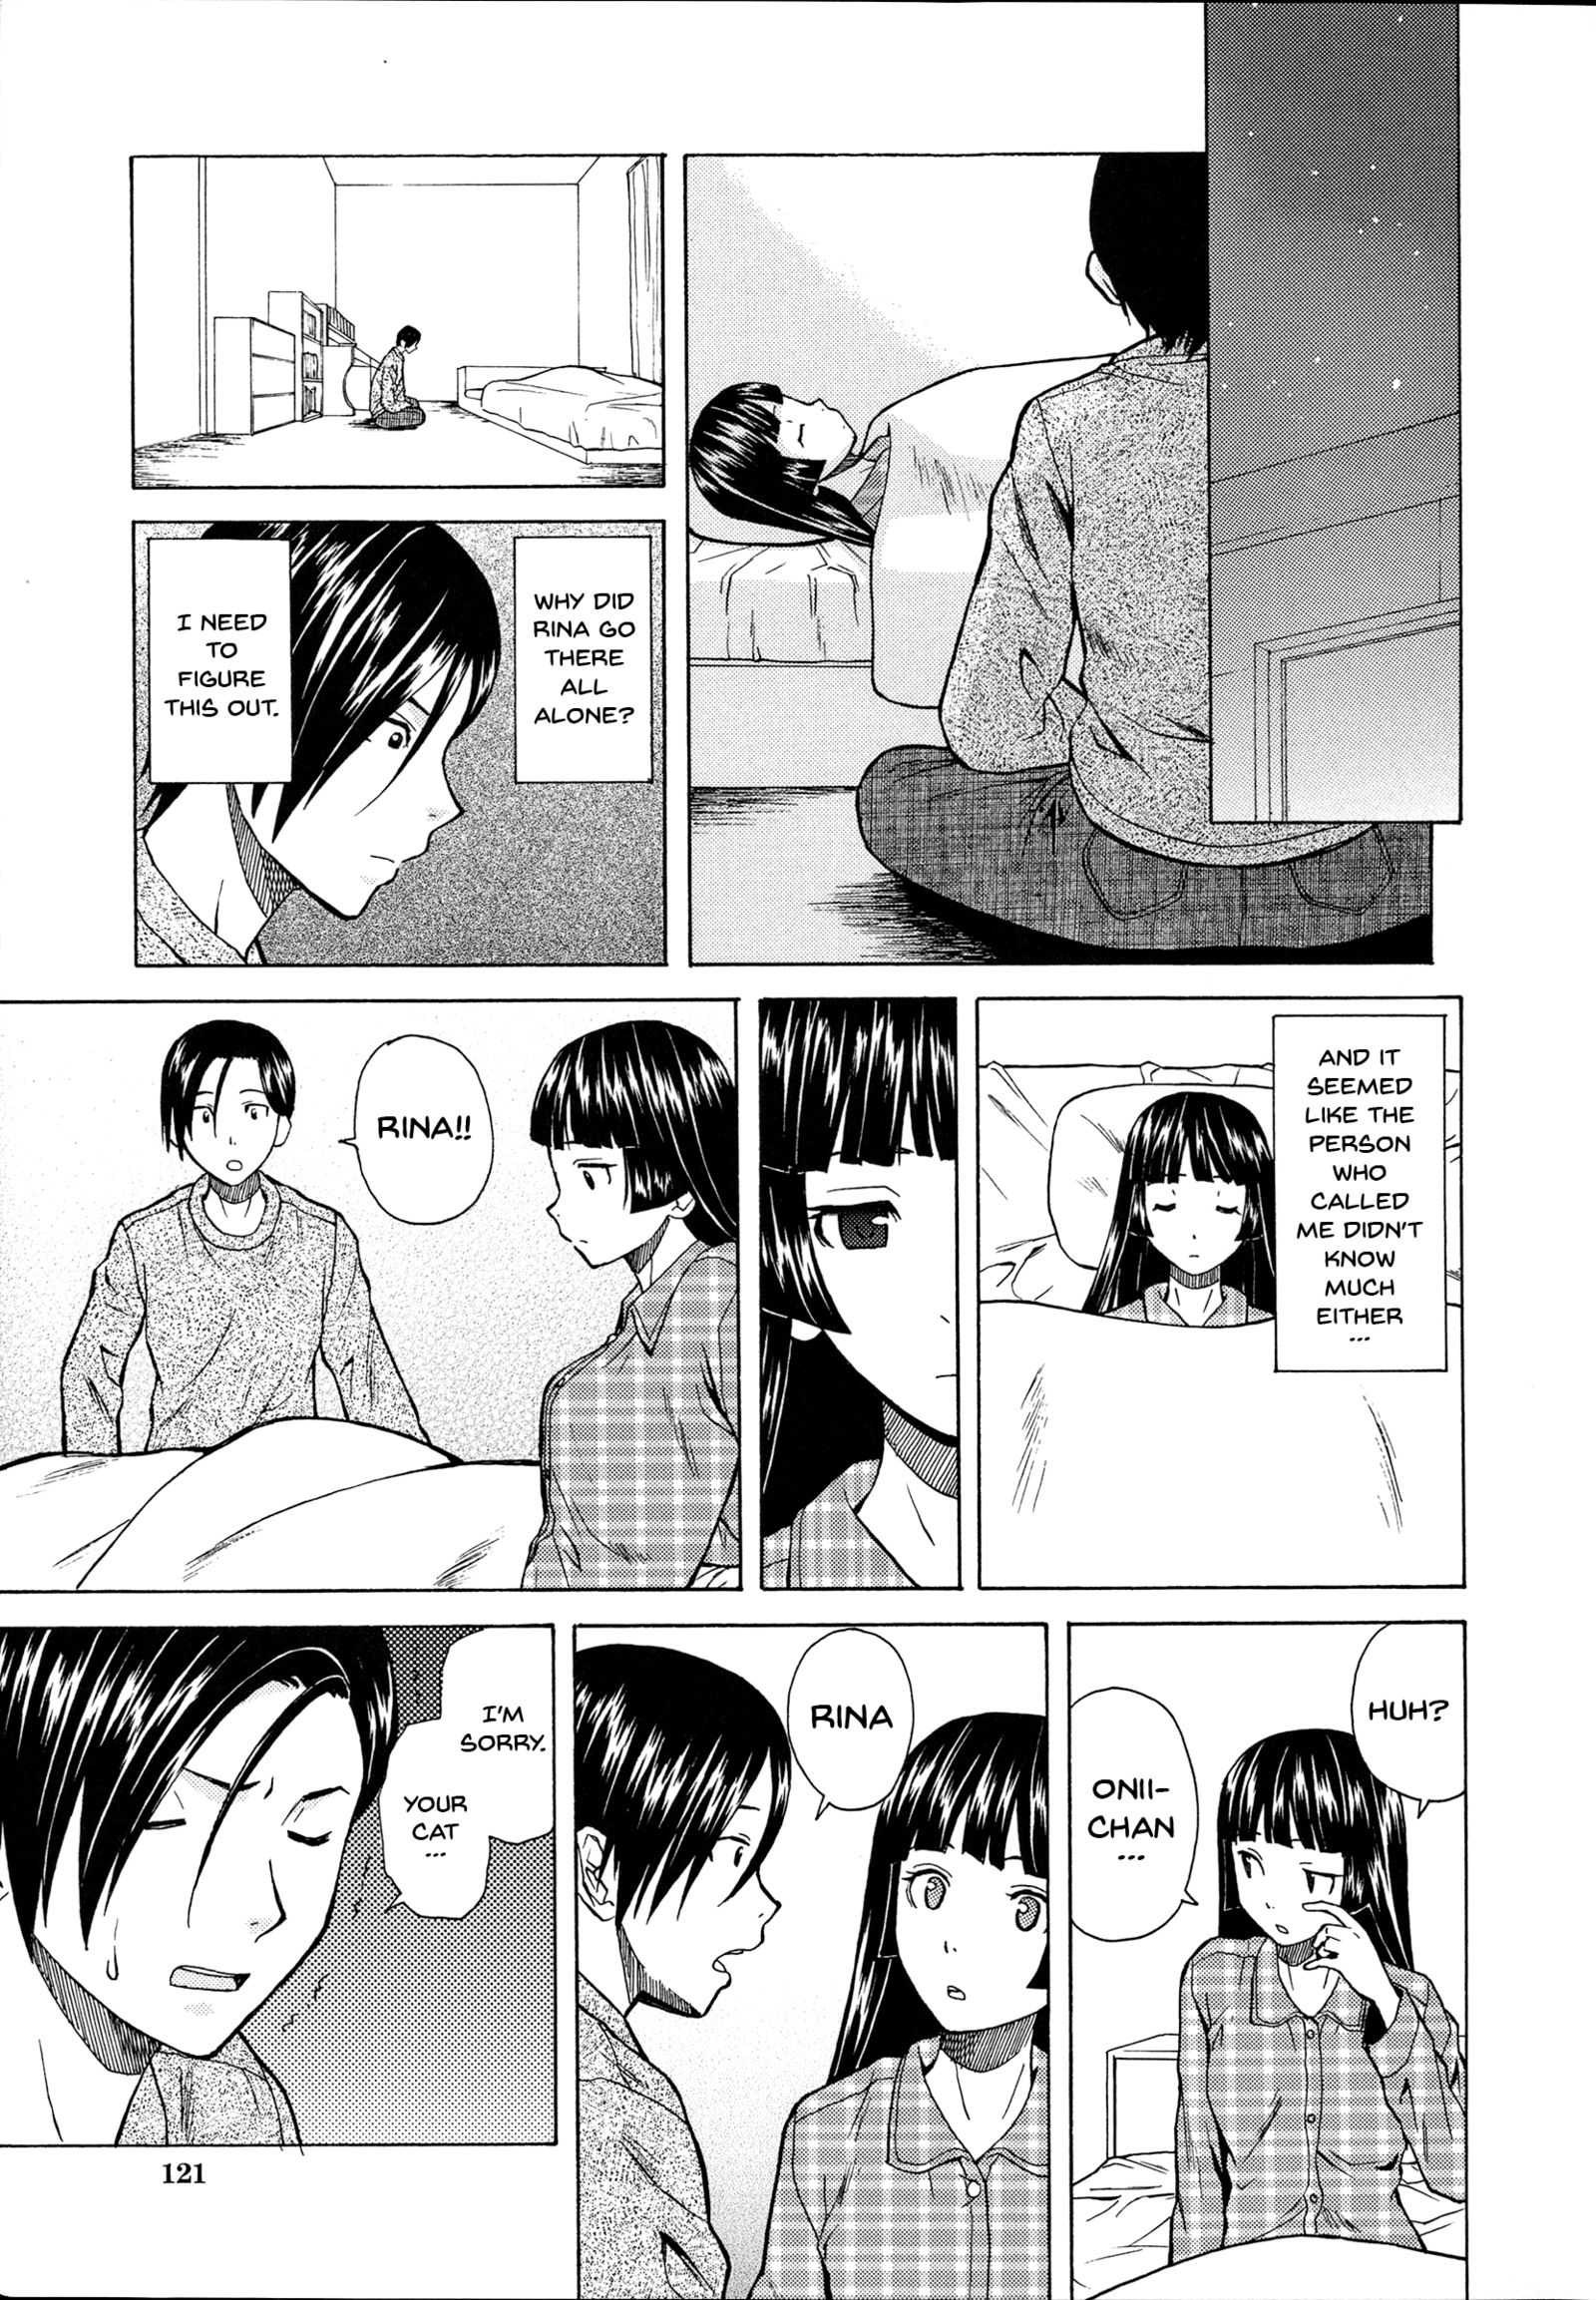 WHY DID
RINA GO
THERE
ALL
ALONE?
I NEED
TO
FIGURE
THIS OUT.
AND IT
SEEMED
LIKE THE
PERSON
WHO
CALLED
ME DIDN'T
KNOW
MUCH
EITHER
...
RINA!!
HUH?
ONII-
CHAN
...
RINA
I'M
SORRY.
YOUR
CAT
...
121